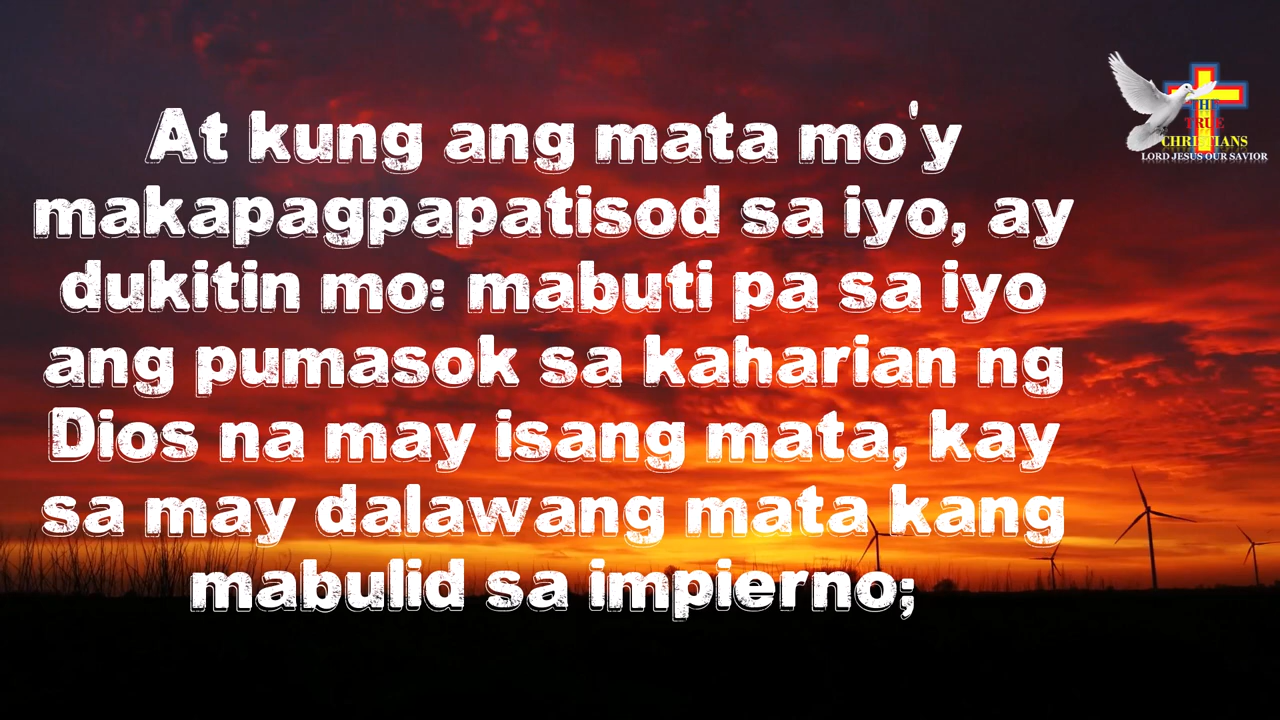 At kung ang mata mo'y
makapagpapatisod sa iyo, ay
dukitin mo: mabuti pa sa iyo
ang pumasok sa kaharian ng
Dios na may isang mata, kay
sa may dalawang mata kang
mabulid sa impierno;
THE
TRUE
CHRISTIANS
LORD JESUS OUR SAVIOR